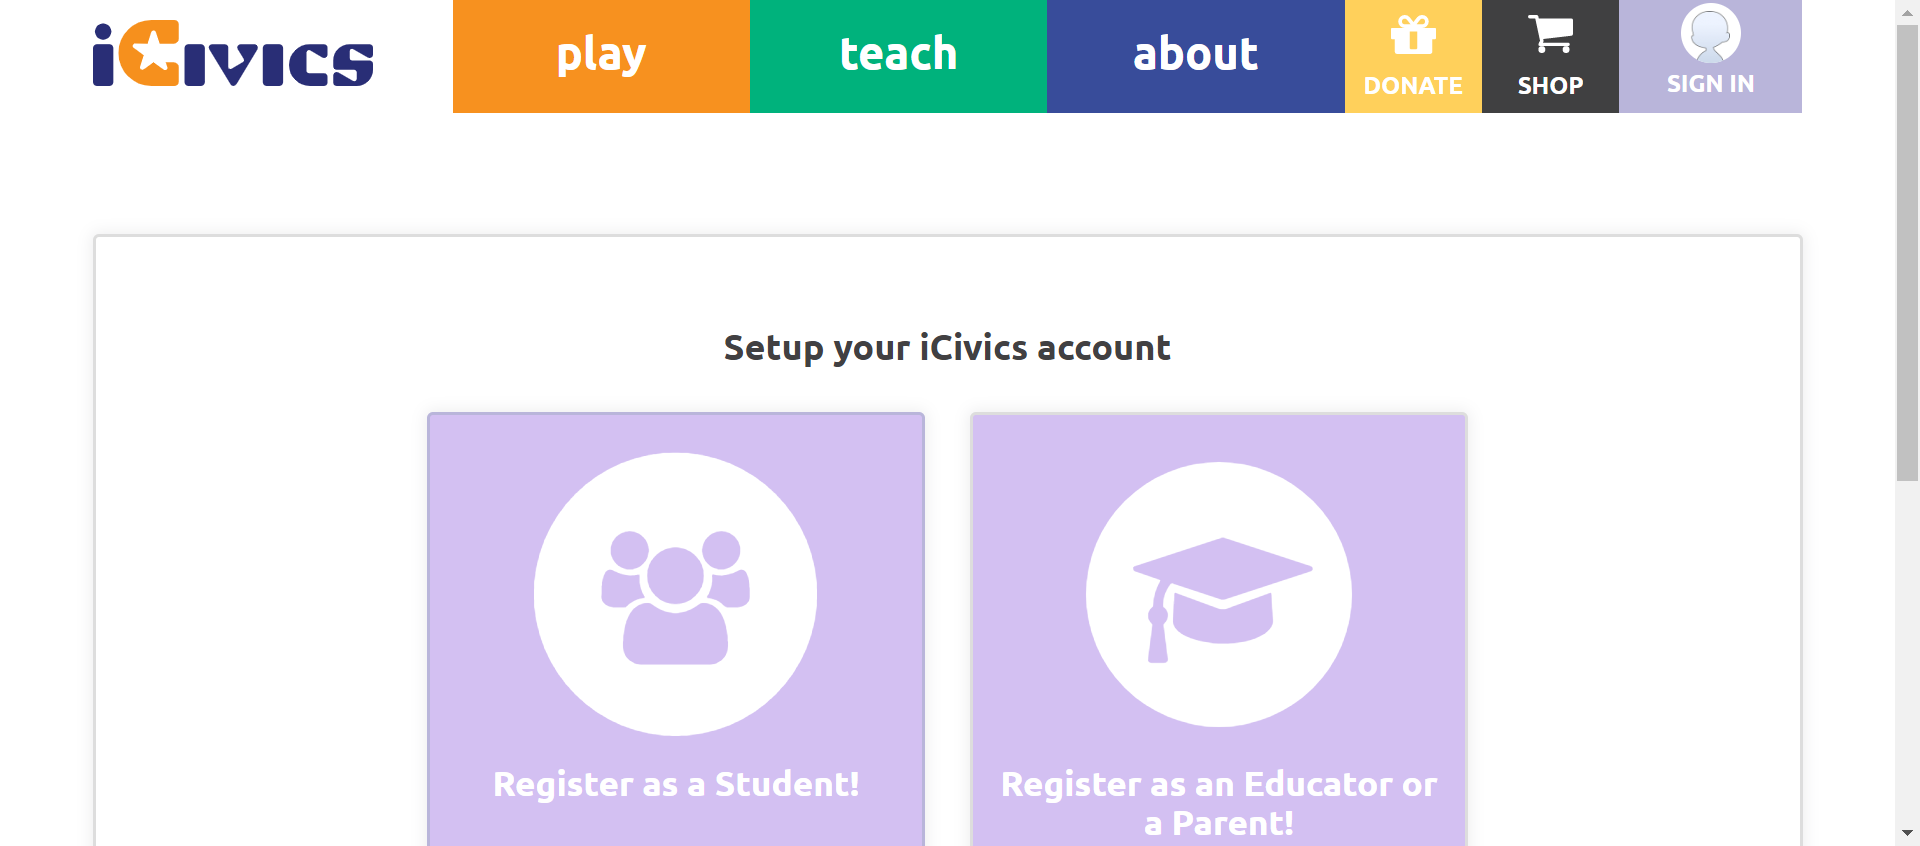 iCivics
play
teach
about
DONATE
SHOP
SIGN IN
Setup your iCivics account
Register as a Student!
Register as an Educator or
a Parent!